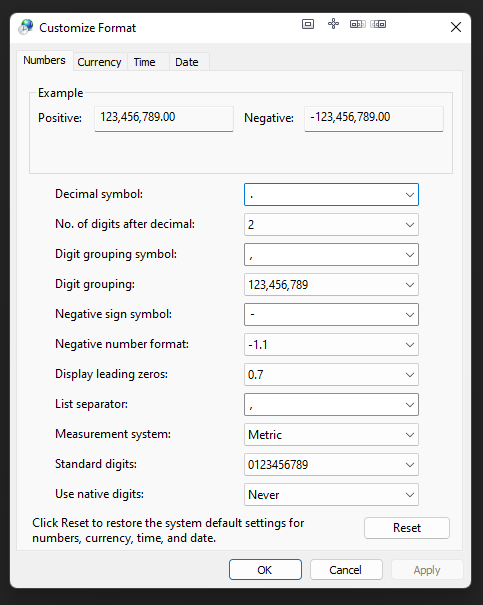 Customize Format
Numbers Currency Time Date
Example
Positive: 123,456,789.00 Negative: -123,456,789.00
Decimal symbol: .
No. of digits after decimal: 2
Digit grouping symbol: ,
Digit grouping: 123,456,789
Negative sign symbol: -
Negative number format: -1.1
Display leading zeros: 0.7
List separator: ,
Measurement system: Metric
Standard digits: 0123456789
Use native digits: Never
Click Reset to restore the system default settings for
numbers, currency, time, and date.
Reset
OK Cancel Apply